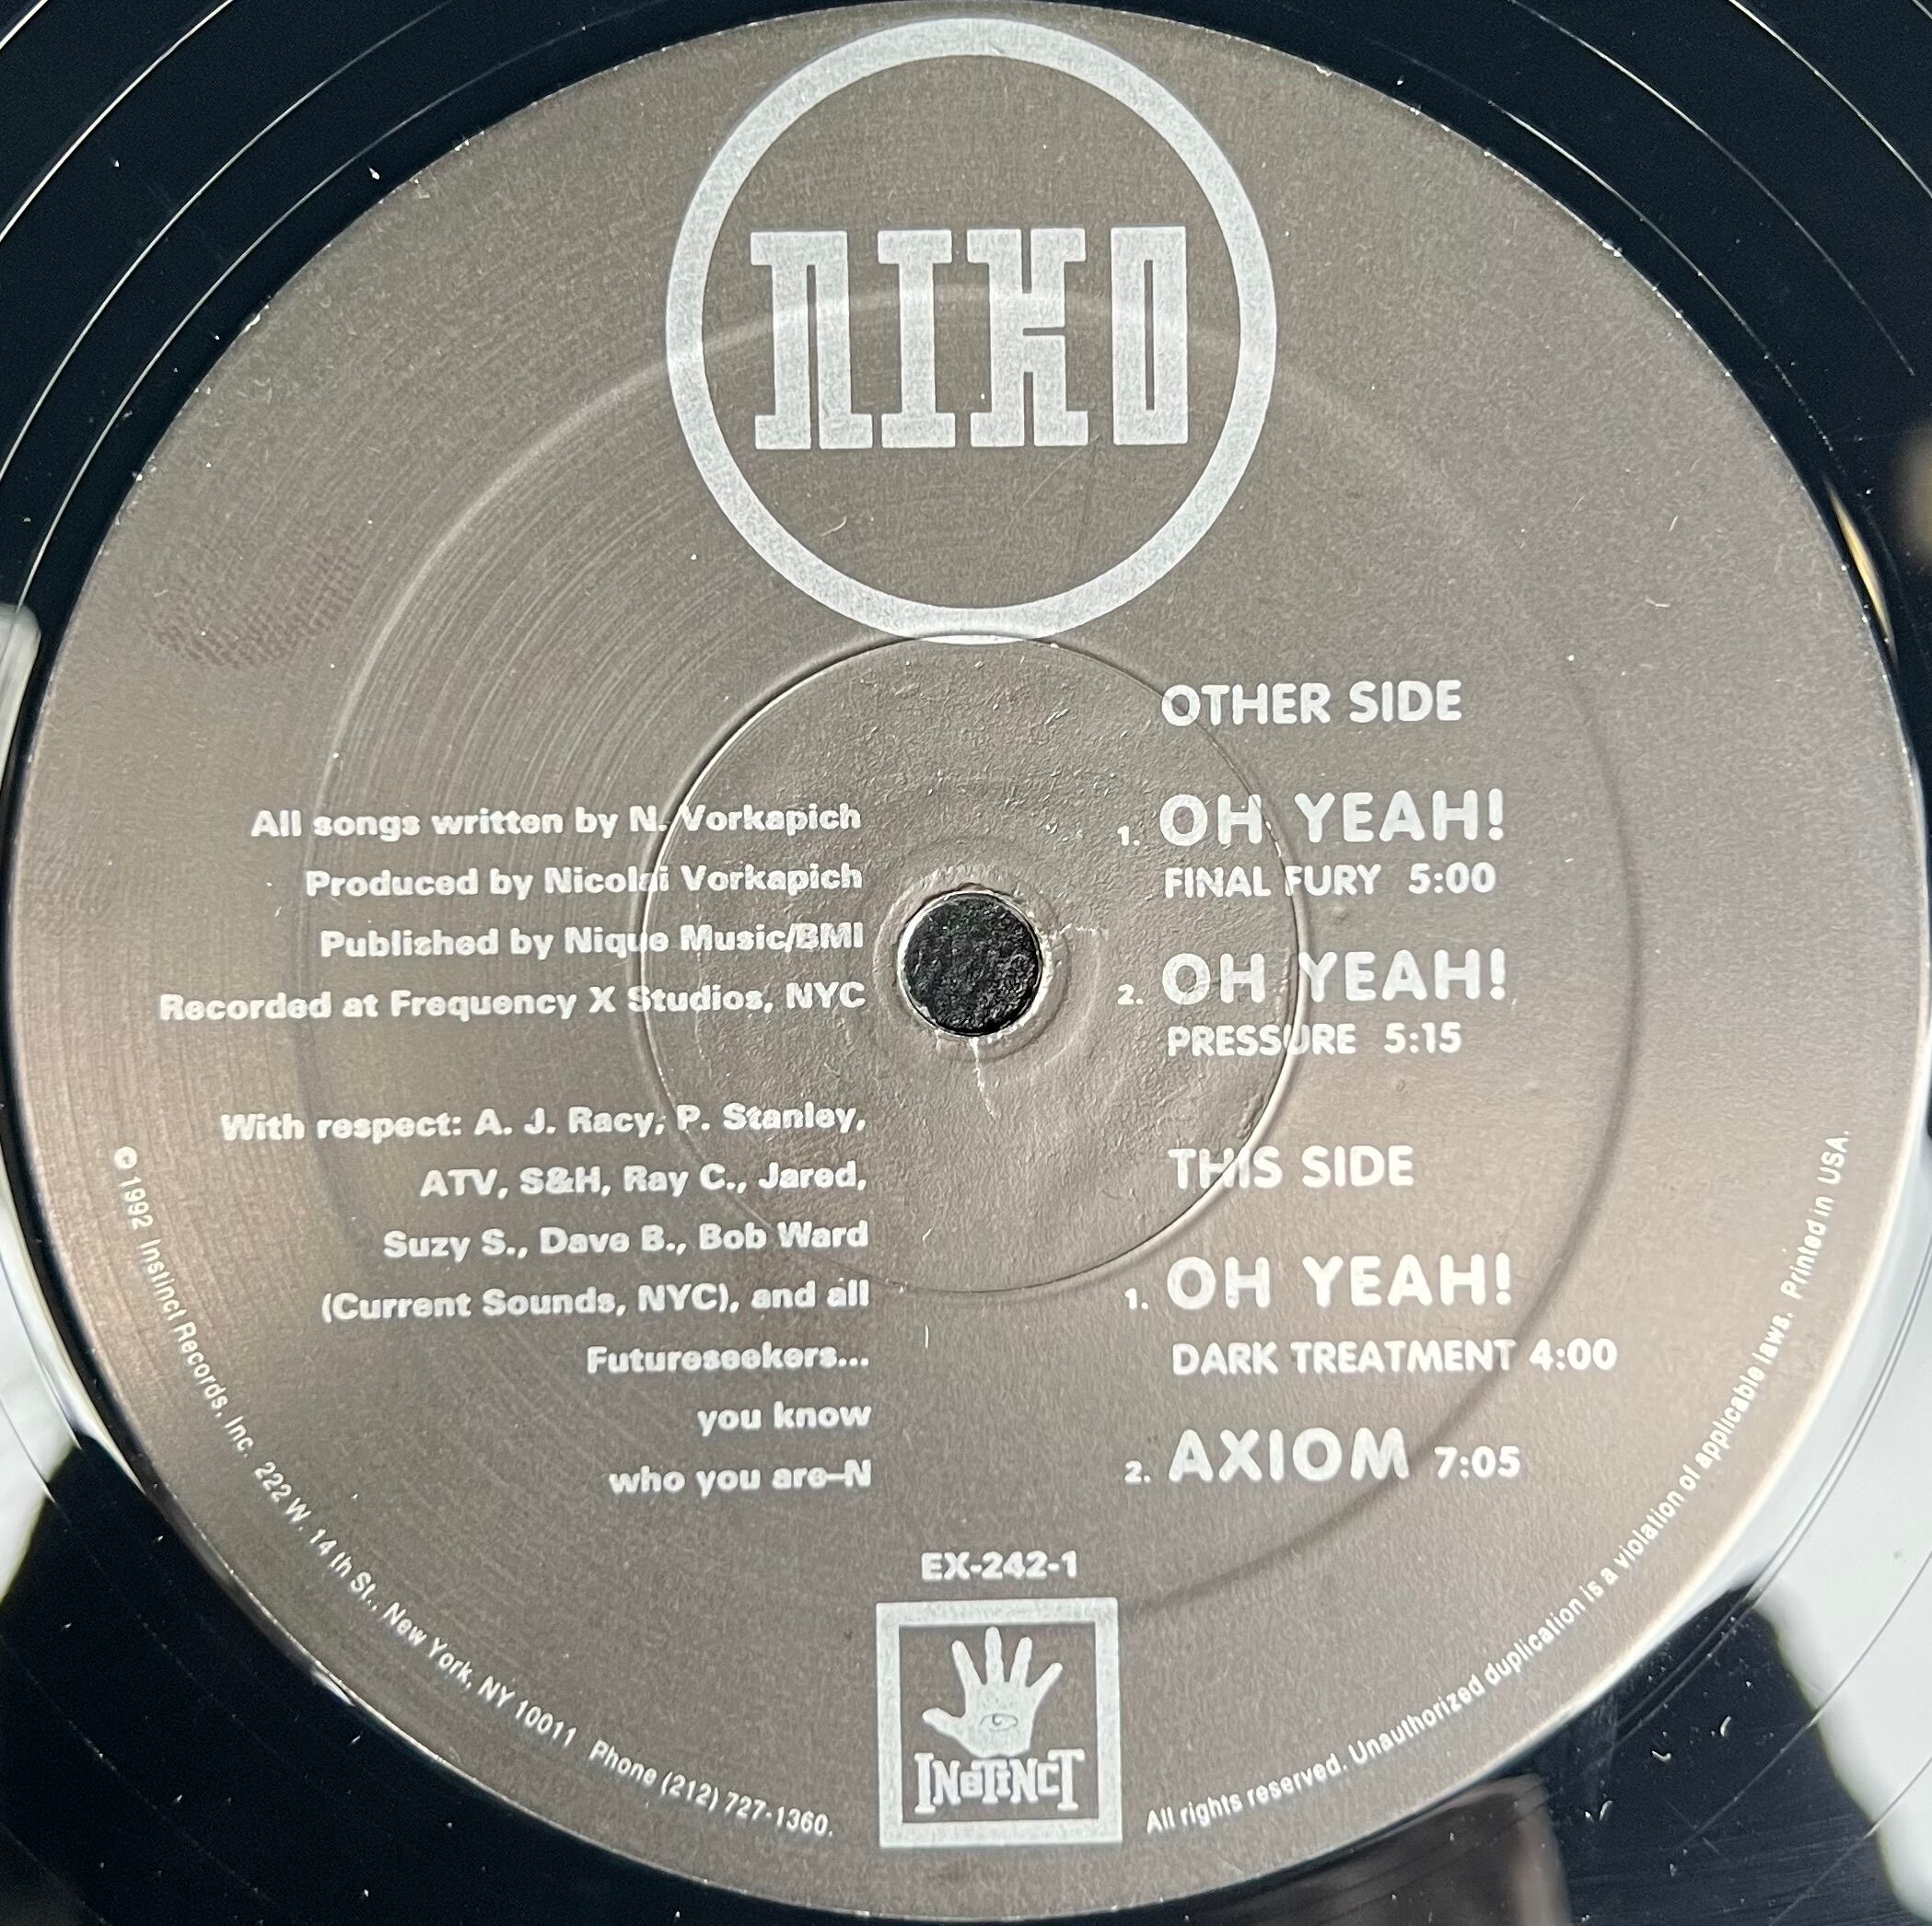 NIKO
All songs written by N. Vorkapich
Produced by Nicolai Vorkapich
Published by Nique Music/BMI
Recorded at Frequency X Studios, NYC
With respect: A. J. Racy, P. Stanley,
ATV, S&H, Ray C., Jared,
Suzy S., Dave B., Bob Ward
(Current Sounds, NYC), and all
Futureseekers...
you know
who you are–N
OTHER SIDE
1. OH YEAH!
FINAL FURY 5:00
2. OH YEAH!
PRESSURE 5:15
THIS SIDE
1. OH YEAH!
DARK TREATMENT 4:00
2. AXIOM 7:05
EX-242-1
INSTINCT
© 1992 Instinct Records, Inc. 222 W. 14 th St., New York, NY 10011 Phone (212) 727-1360.
All rights reserved. Unauthorized duplication is a violation of applicable laws. Printed in USA.